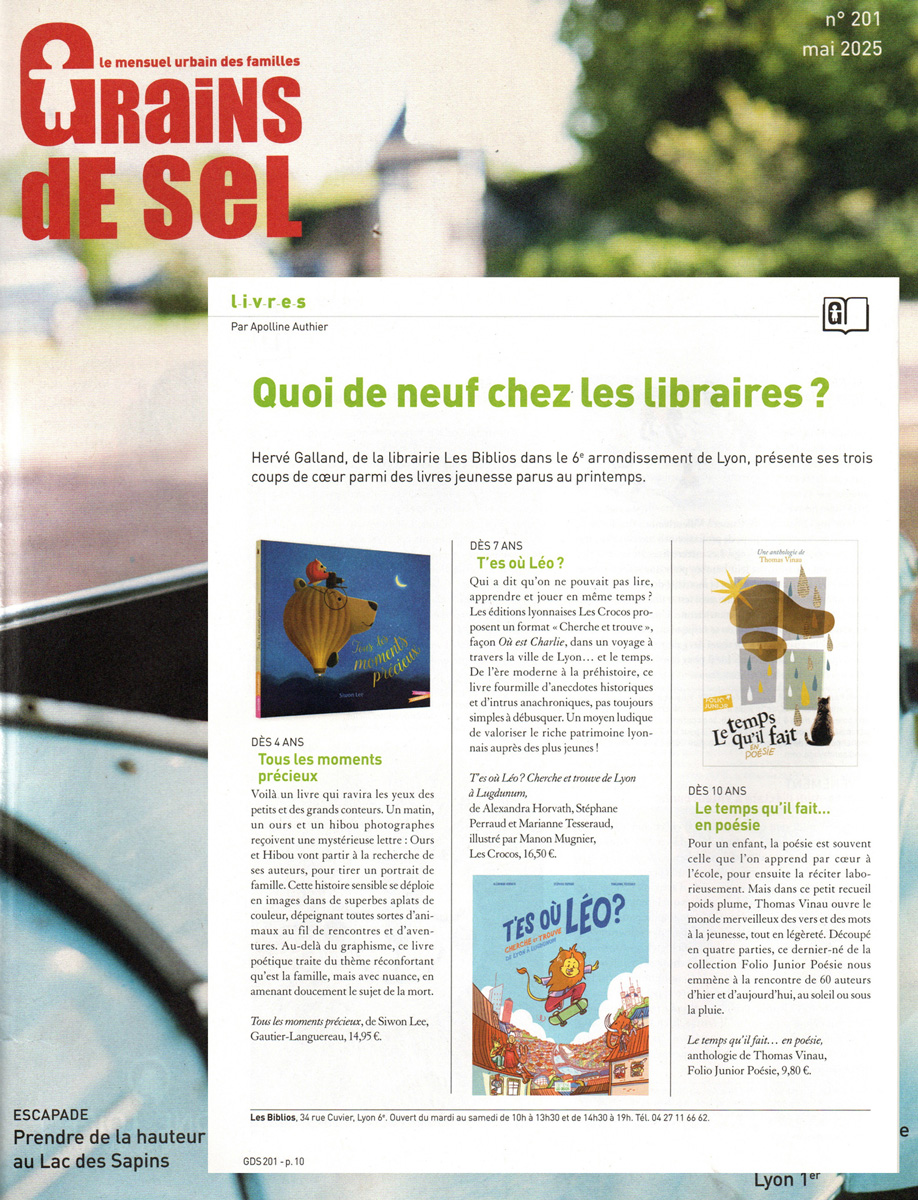 n° 201
mai 2025
le mensuel urbain des familles
GRaiNS
dE SeL
livres
Par Apolline Authier
G
Quoi de neuf chez les libraires ?
Hervé Galland, de la librairie Les Biblios dans le 6e arrondissement de Lyon, présente ses trois
coups de cœur parmi des livres jeunesse parus au printemps.
Tous les
moments
précieux
Siwon Lee
DÈS 4 ANS
Tous les moments
précieux
Voilà un livre qui ravira les yeux des
petits et des grands conteurs. Un matin,
un ours et un hibou photographes
reçoivent une mystérieuse lettre : Ours
et Hibou vont partir à la recherche de
ses auteurs, pour tirer un portrait de
famille. Cette histoire sensible se déploie
en images dans de superbes aplats de
couleur, dépeignant toutes sortes d'ani-
maux au fil de rencontres et d'aven-
tures. Au-delà du graphisme, ce livre
poétique traite du thème réconfortant
qu'est la famille, mais avec nuance, en
amenant doucement le sujet de la mort.
Tous les moments précieux, de Siwon Lee,
Gautier-Languereau, 14,95 €.
DÈS 7 ANS
T'es où Léo ?
Qui a dit qu'on ne pouvait pas lire,
apprendre et jouer en même temps ?
Les éditions lyonnaises Les Crocos pro-
posent un format « Cherche et trouve »,
façon Où est Charlie, dans un voyage à
travers la ville de Lyon… et le temps.
De l'ère moderne à la préhistoire, ce
livre fourmille d'anecdotes historiques
et d'intrus anachroniques, pas toujours
simples à débusquer. Un moyen ludique
de valoriser le riche patrimoine lyon-
nais auprès des plus jeunes !
T'es où Léo ? Cherche et trouve de Lyon
à Lugdunum,
de Alexandra Horvath, Stéphane
Perraud et Marianne Tesseraud,
illustré par Manon Mugnier,
Les Crocos, 16,50 €.
T'ES OÙ LÉO?
CHERCHE ET TROUVE
DE LYON À LUGDUNUM
Une anthologie de
Thomas Vinau
FOLIO
JUNIOR
Le temps
qu'il fait
EN
POÉSIE
DÈS 10 ANS
Le temps qu'il fait…
en poésie
Pour un enfant, la poésie est souvent
celle que l'on apprend par cœur à
l'école, pour ensuite la réciter labo-
rieusement. Mais dans ce petit recueil
poids plume, Thomas Vinau ouvre le
monde merveilleux des vers et des mots
à la jeunesse, tout en légèreté. Découpé
en quatre parties, ce dernier-né de la
collection Folio Junior Poésie nous
emmène à la rencontre de 60 auteurs
d'hier et d'aujourd'hui, au soleil ou sous
la pluie.
Le temps qu'il fait… en poésie,
anthologie de Thomas Vinau,
Folio Junior Poésie, 9,80 €.
Les Biblios, 34 rue Cuvier, Lyon 6e. Ouvert du mardi au samedi de 10h à 13h30 et de 14h30 à 19h. Tél. 04 27 11 66 62.
GDS 201 - p. 10
ESCAPADE
Prendre de la hauteur
au Lac des Sapins
e
Lyon 1er